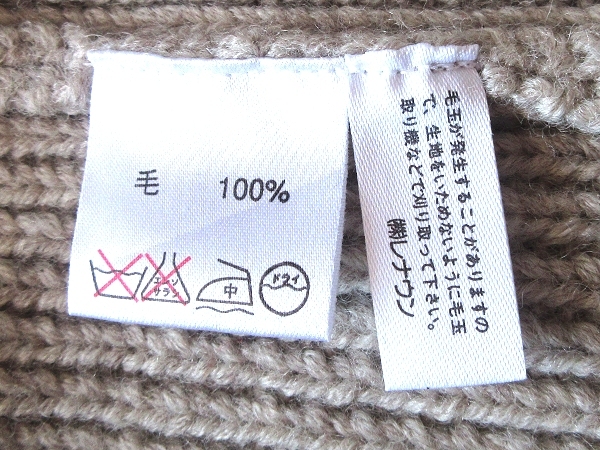 毛 100%
エンソ
サラシ
中
ドライ
毛玉が発生することがありますの
で、生地をいためないように毛玉
取り機などで刈り取って下さい。
㈱レナウン